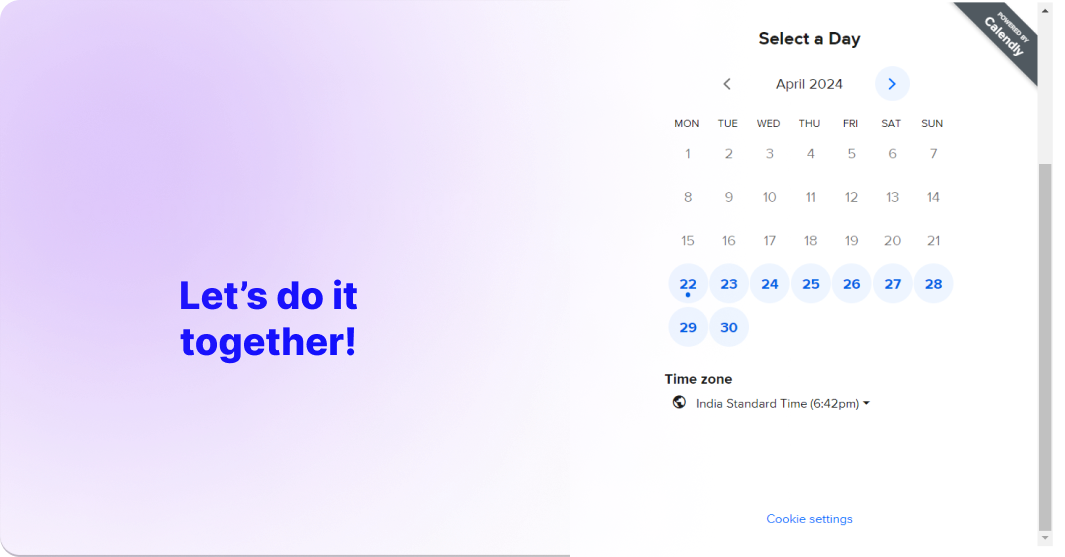 Let’s do it
together!
Select a Day
POWERED BY
Calendly
April 2024
MON TUE WED THU FRI SAT SUN
1 2 3 4 5 6 7
8 9 10 11 12 13 14
15 16 17 18 19 20 21
22 23 24 25 26 27 28
29 30
Time zone
India Standard Time (6:42pm)
Cookie settings